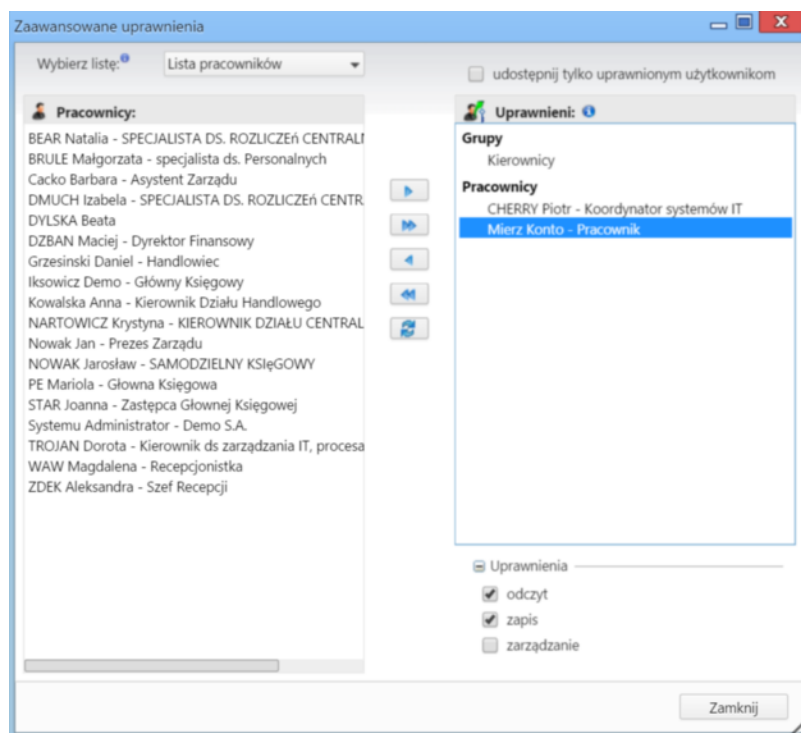 Zaawansowane uprawnienia
Wybierz listę:
Lista pracowników
udostępnij tylko uprawnionym użytkownikom
Pracownicy:
BEAR Natalia - SPECJALISTA DS. ROZLICZEń CENTRAL
BRULE Małgorzata - specjalista ds. Personalnych
Cacko Barbara - Asystent Zarządu
DMUCH Izabela - SPECJALISTA DS. ROZLICZEń CENTR
DYLSKA Beata
DZBAN Maciej - Dyrektor Finansowy
Grzesinski Daniel - Handlowiec
Iksowicz Demo - Główny Księgowy
Kowalska Anna - Kierownik Działu Handlowego
NARTOWICZ Krystyna - KIEROWNIK DZIAŁU CENTRAL
Nowak Jan - Prezes Zarządu
NOWAK Jarosław - SAMODZIELNY KSIęGOWY
PE Mariola - Głowna Księgowa
STAR Joanna - Zastępca Głownej Księgowej
Systemu Administrator - Demo S.A.
TROJAN Dorota - Kierownik ds zarządzania IT, procesa
WAW Magdalena - Recepcjonistka
ZDEK Aleksandra - Szef Recepcji
Uprawnieni:
Grupy
Kierownicy
Pracownicy
CHERRY Piotr - Koordynator systemów IT
Mierz Konto - Pracownik
Uprawnienia
odczyt
zapis
zarządzanie
Zamknij